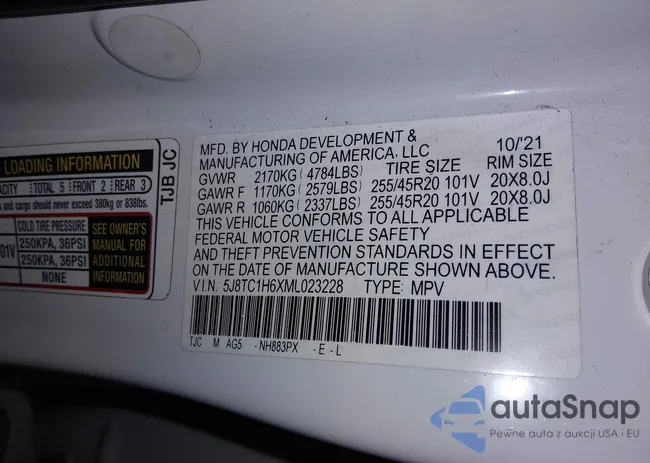 LOADING INFORMATION
TOTAL 5 FRONT 2 REAR 3
s and cargo should never exceed 380kg or 838lbs.
COLD TIRE PRESSURE
250KPA, 36PSI
250KPA, 36PSI
NONE
SEE OWNER'S
MANUAL FOR
ADDITIONAL
INFORMATION
TJB JC
MFD. BY HONDA DEVELOPMENT & 10/'21
MANUFACTURING OF AMERICA, LLC
GVWR 2170KG( 4784LBS) TIRE SIZE RIM SIZE
GAWR F 1170KG( 2579LBS) 255/45R20 101V 20X8.0J
GAWR R 1060KG( 2337LBS) 255/45R20 101V 20X8.0J
THIS VEHICLE CONFORMS TO ALL APPLICABLE
FEDERAL MOTOR VEHICLE SAFETY
AND THEFT PREVENTION STANDARDS IN EFFECT
ON THE DATE OF MANUFACTURE SHOWN ABOVE.
V.I.N.: 5J8TC1H6XML023228 TYPE: MPV
TJC M AG5 -NH883PX -E-L
autaSnap
Pewne auta z aukcji USA i EU